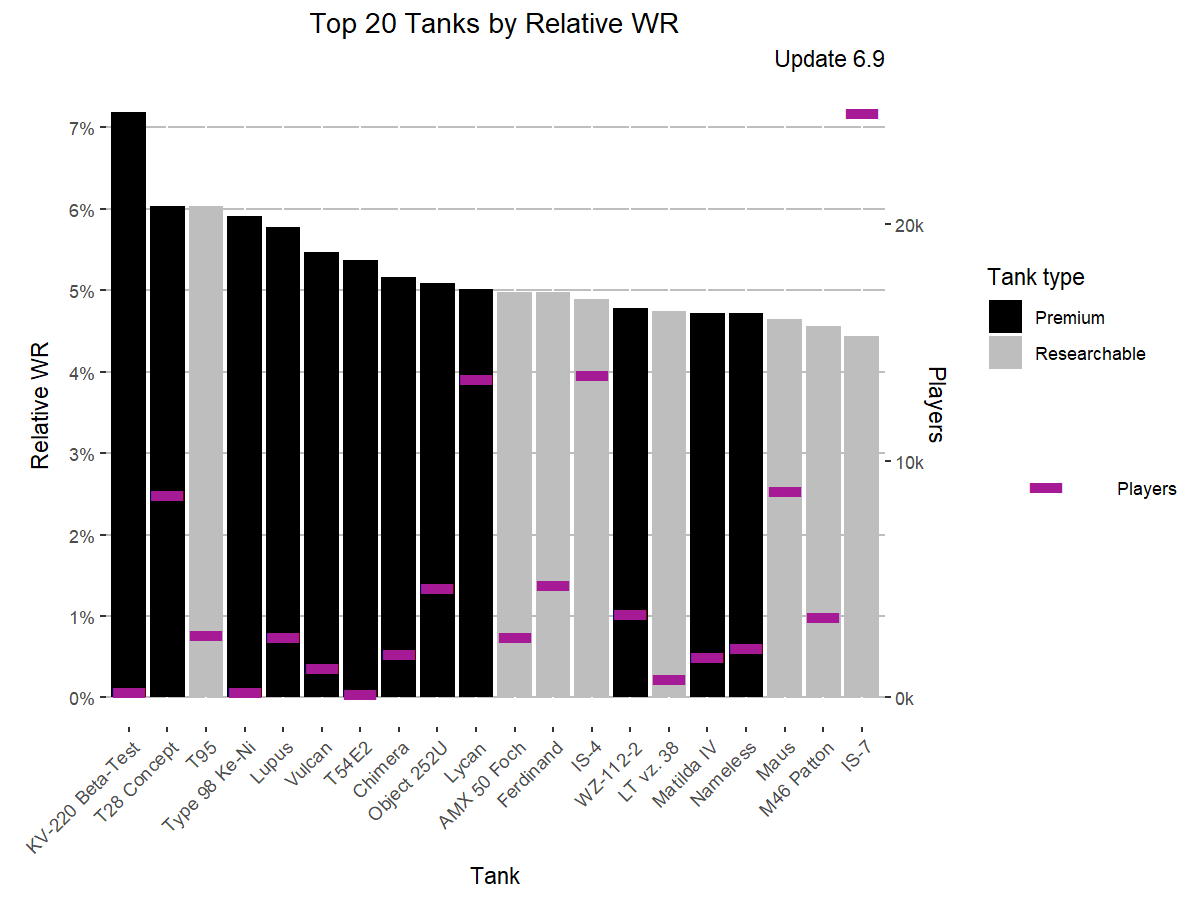 Top 20 Tanks by Relative WR
Update 6.9
Relative WR
7%
6%
5%
4%
3%
2%
1%
0%
20k
10k
0k
Players
KV-220 Beta-Test
T28 Concept
T95
Type 98 Ke-Ni
Lupus
Vulcan
T54E2
Chimera
Object 252U
Lycan
AMX 50 Foch
Ferdinand
IS-4
WZ-112-2
LT vz. 38
Matilda IV
Nameless
Maus
M46 Patton
IS-7
Tank
Tank type
Premium
Researchable
Players